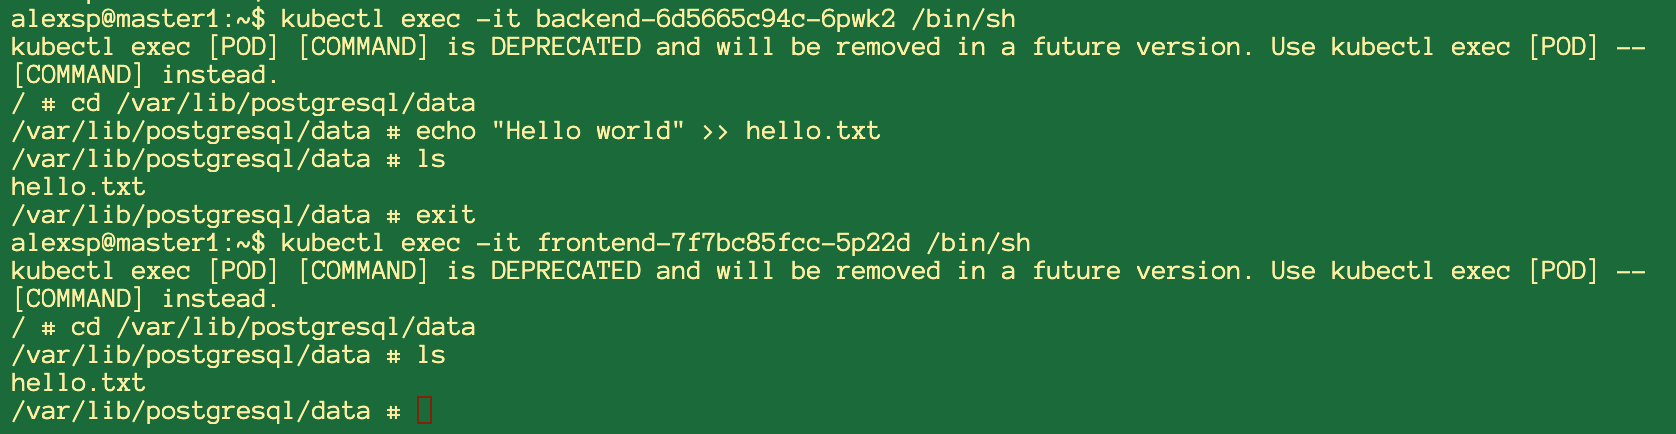 alexsp@master1:~$ kubectl exec -it backend-6d5665c94c-6pwk2 /bin/sh
kubectl exec [POD] [COMMAND] is DEPRECATED and will be removed in a future version. Use kubectl exec [POD] --
[COMMAND] instead.
/ # cd /var/lib/postgresql/data
/var/lib/postgresql/data # echo "Hello world" >> hello.txt
/var/lib/postgresql/data # ls
hello.txt
/var/lib/postgresql/data # exit
alexsp@master1:~$ kubectl exec -it frontend-7f7bc85fcc-5p22d /bin/sh
kubectl exec [POD] [COMMAND] is DEPRECATED and will be removed in a future version. Use kubectl exec [POD] --
[COMMAND] instead.
/ # cd /var/lib/postgresql/data
/var/lib/postgresql/data # ls
hello.txt
/var/lib/postgresql/data #